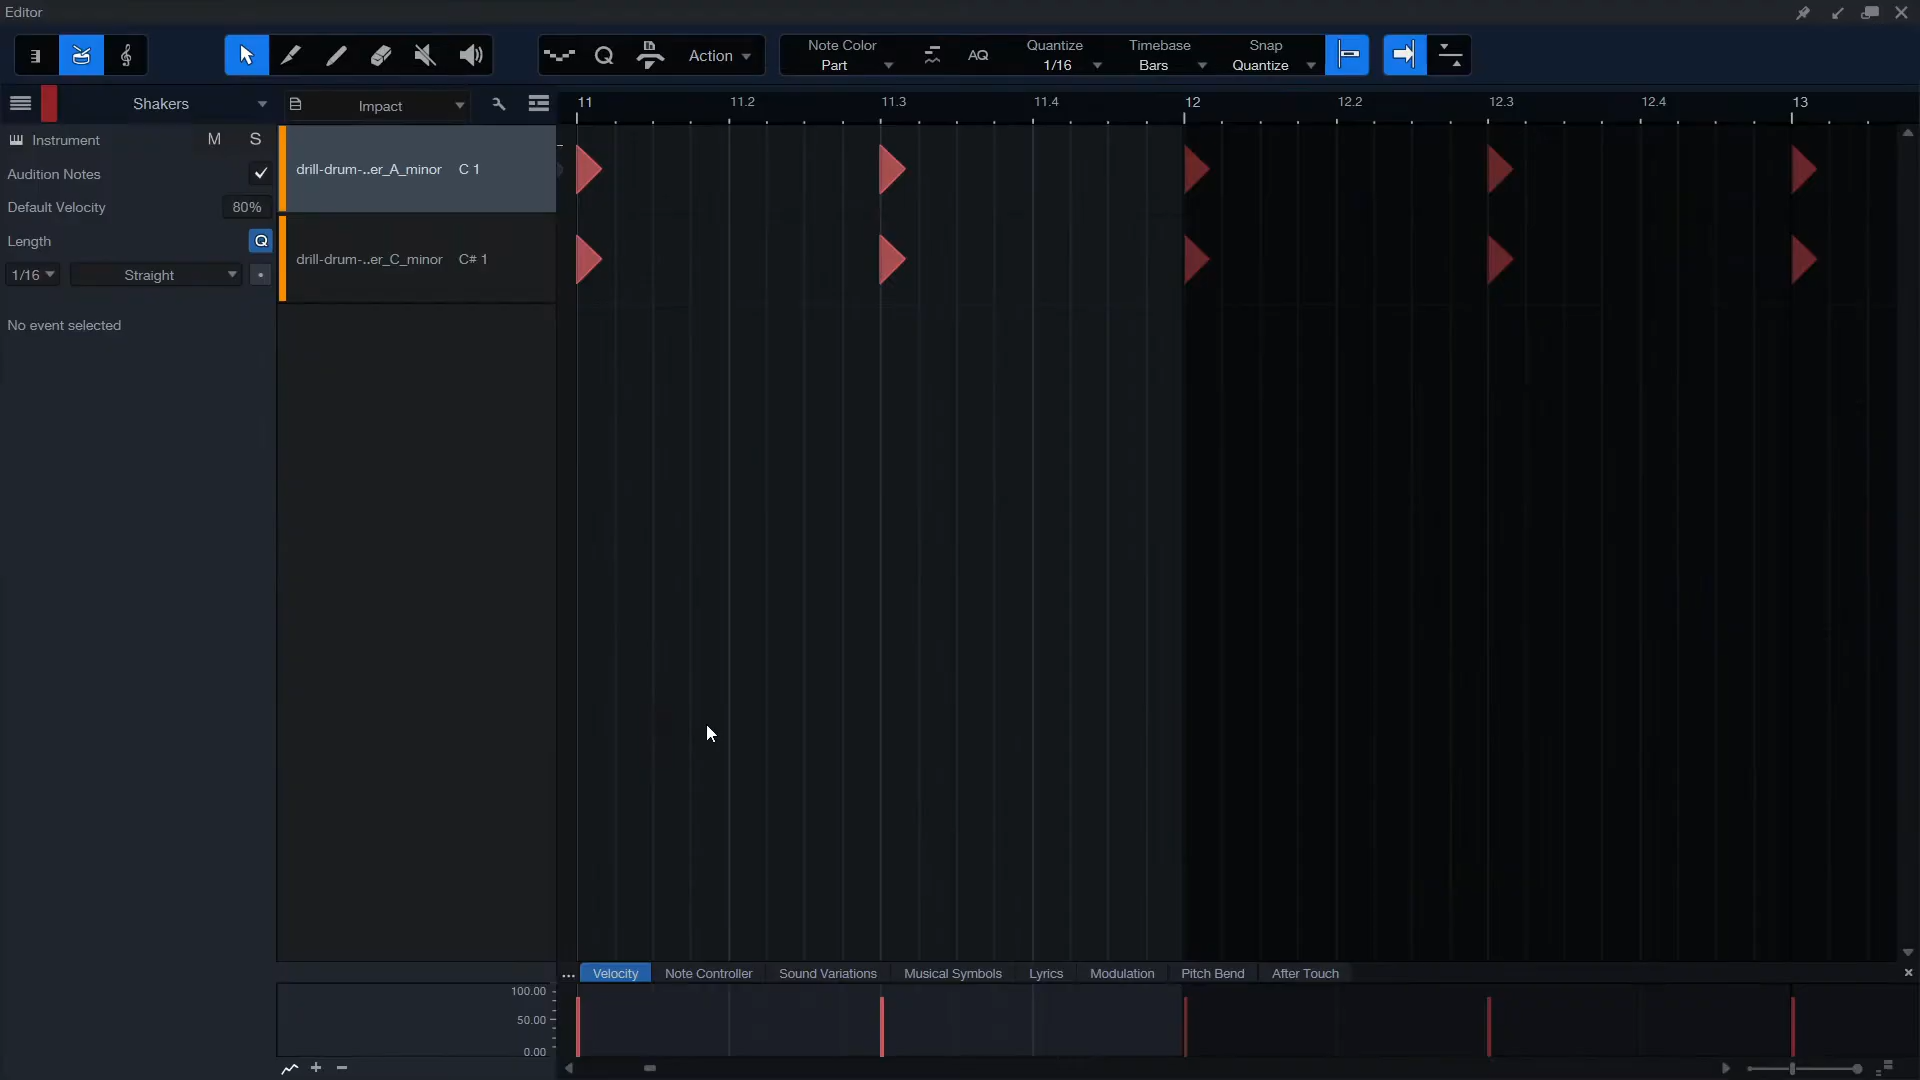 Editor
Action
Note Color
Part
AQ
Quantize
1/16
Timebase
Bars
Snap
Quantize
Shakers
Impact
11
11.2
11.3
11.4
12
12.2
12.3
12.4
13
Instrument
M
S
Audition Notes
Default Velocity
80%
Length
Q
1/16
Straight
No event selected
drill-drum-..er_A_minor C 1
drill-drum-..er_C_minor C# 1
Velocity
Note Controller
Sound Variations
Musical Symbols
Lyrics
Modulation
Pitch Bend
After Touch
100.00
50.00
0.00